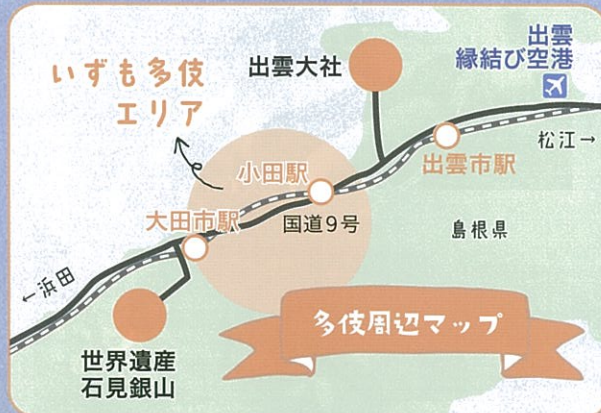 いずも多伎
エリア
出雲大社
出雲
縁結び空港
松江→
出雲市駅
小田駅
国道9号
大田市駅
島根県
←浜田
世界遺産
石見銀山
多伎周辺マップ